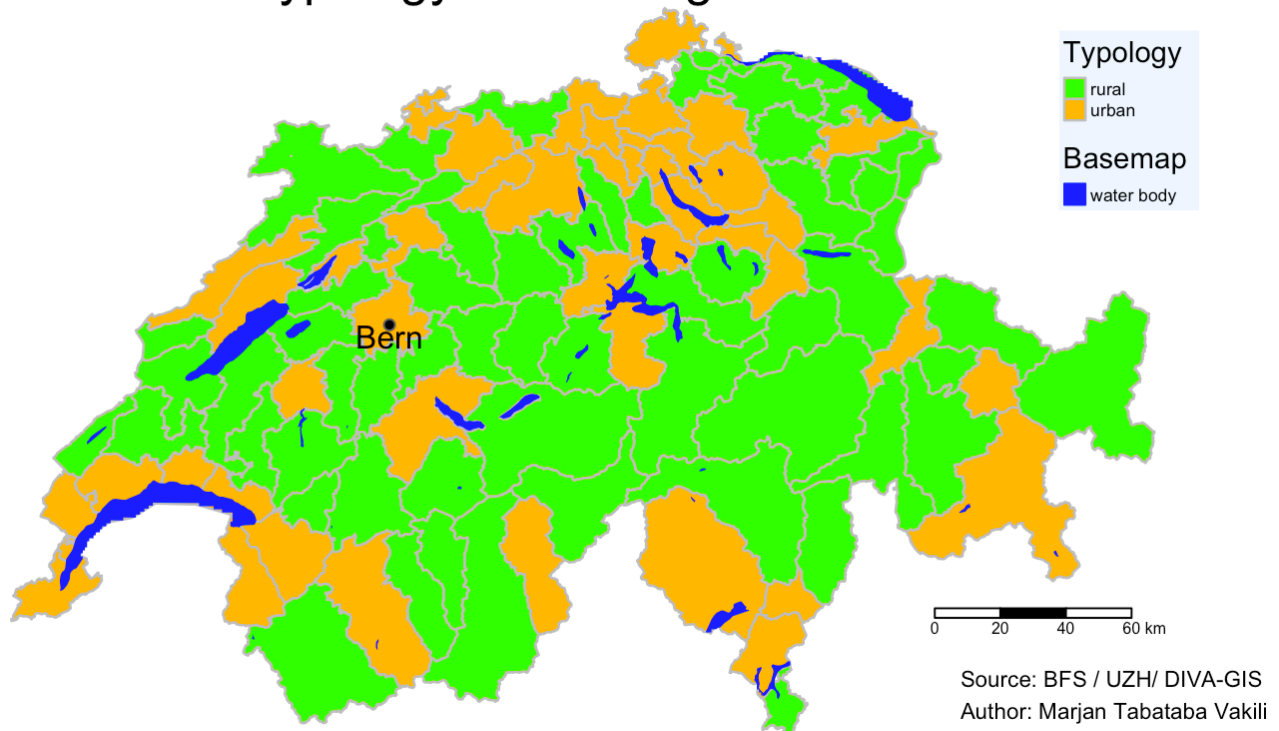 Typology
rural
urban
Basemap
water body
Bern
0 20 40 60 km
Source: BFS / UZH/ DIVA-GIS
Author: Marjan Tabataba Vakili